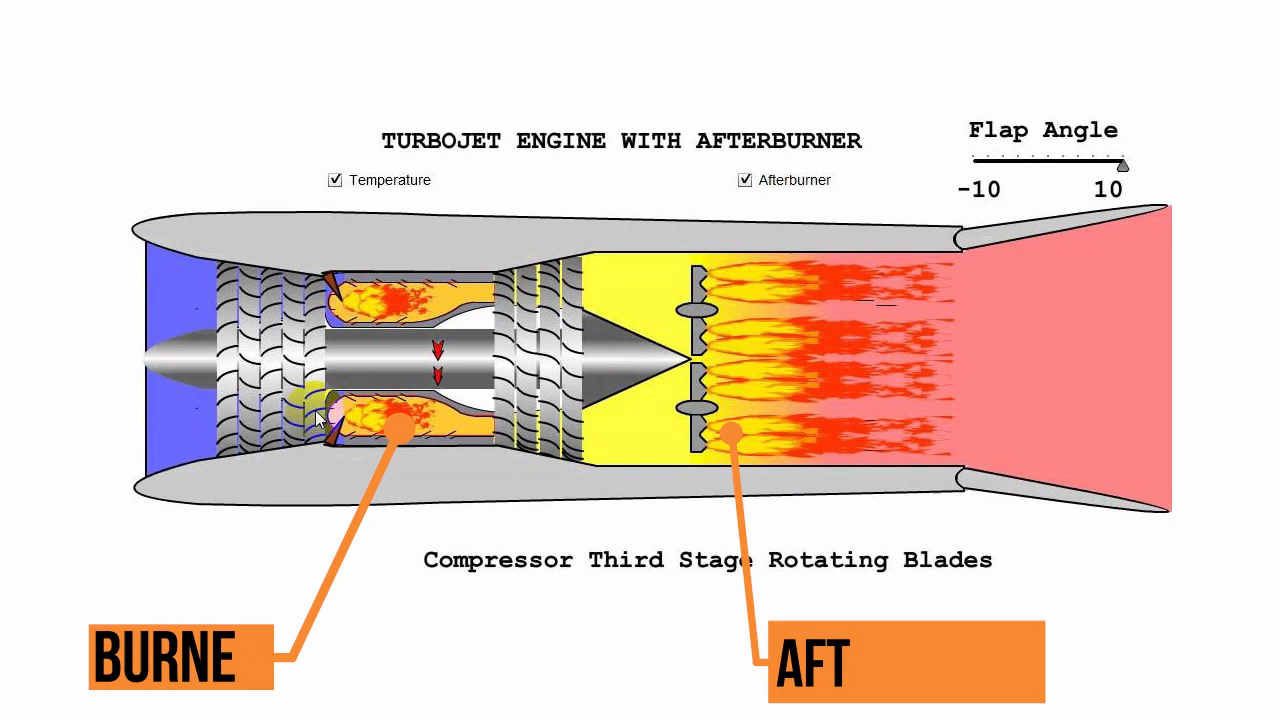 TURBOJET ENGINE WITH AFTERBURNER
Flap Angle
Temperature
Afterburner
-10 10
Compressor Third Stage Rotating Blades
BURNE
AFT